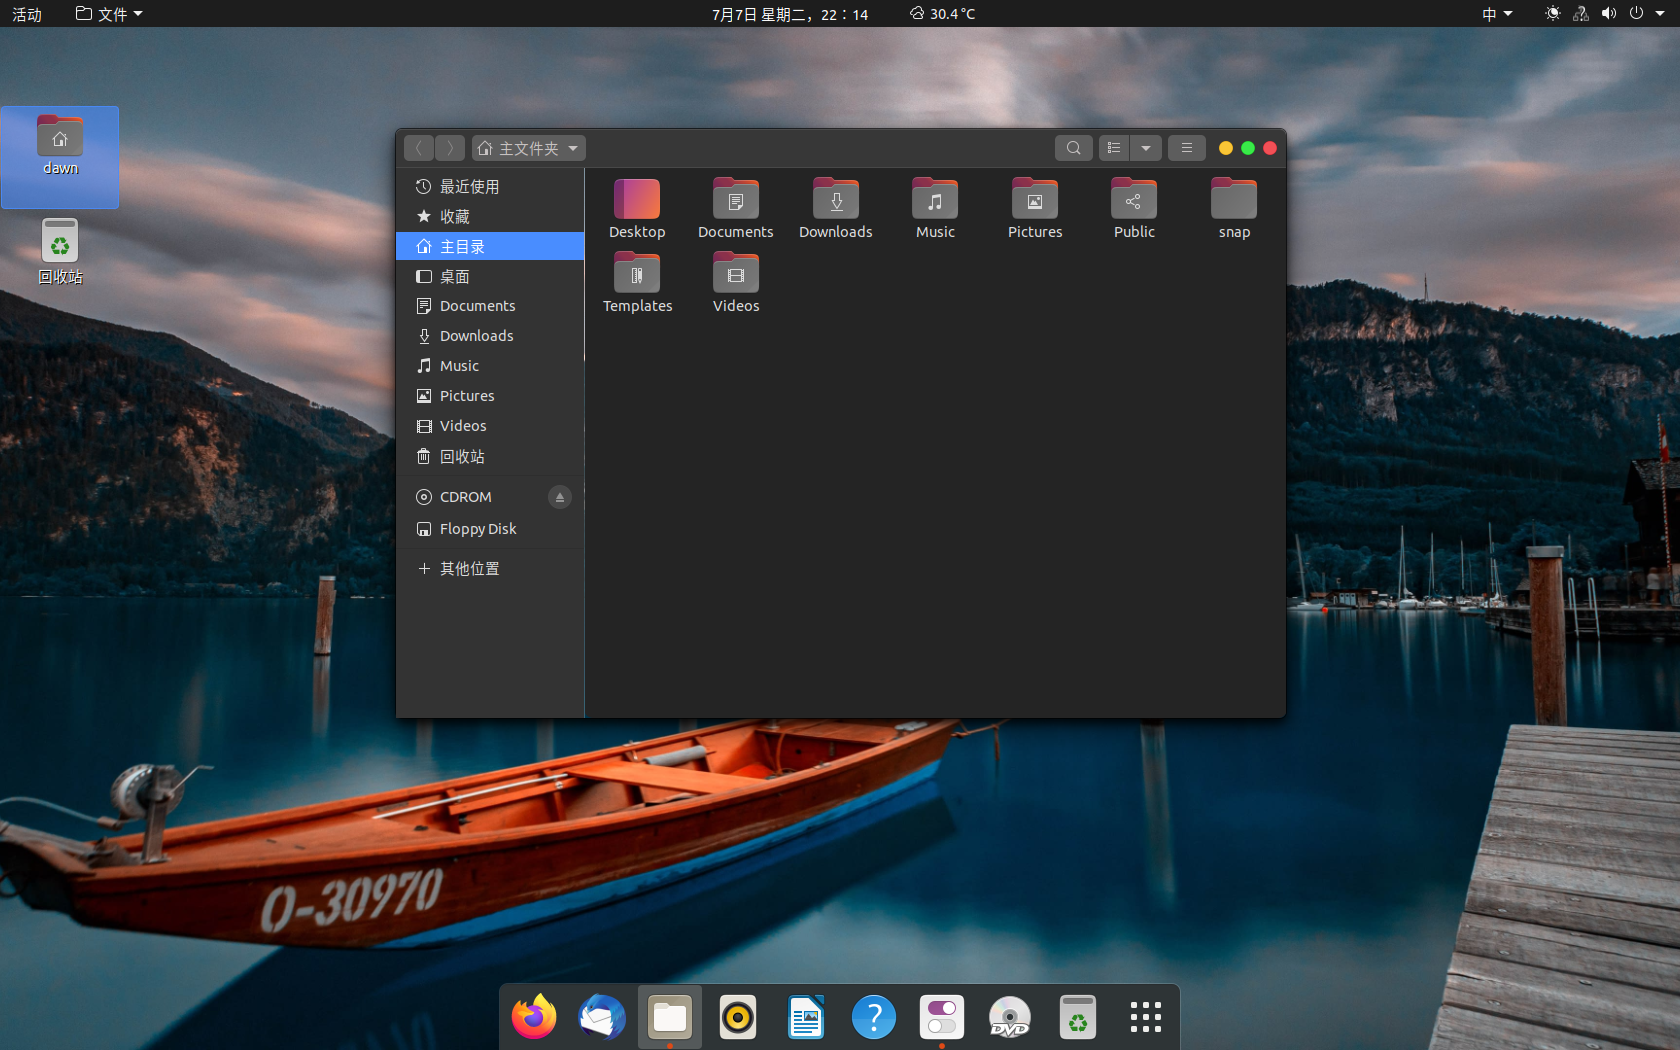 活动 文件 7月7日 星期二，22：14 30.4 °C 中
dawn
回收站
主文件夹
最近使用
收藏
主目录
桌面
Documents
Downloads
Music
Pictures
Videos
回收站
CDROM
Floppy Disk
其他位置
Desktop Documents Downloads Music Pictures Public snap
Templates Videos
O-30970
?
DVD